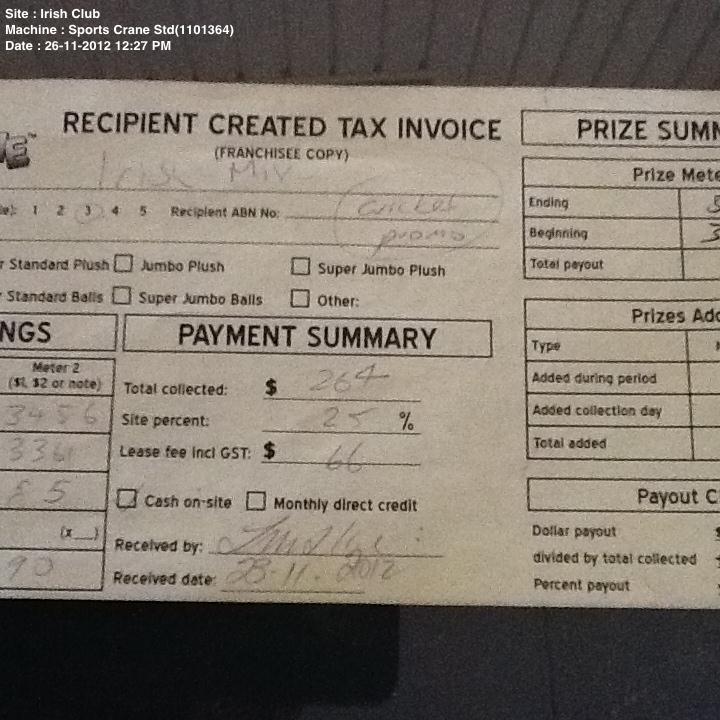 Site : Irish Club
Machine : Sports Crane Std(1101364)
Date : 26-11-2012 12:27 PM
RECIPIENT CREATED TAX INVOICE
(FRANCHISEE COPY)
Irish
1 2 3 4 5 Recipient ABN No: cricket
promo
Standard Plush Jumbo Plush Super Jumbo Plush
Standard Balls Super Jumbo Balls Other:
NGS
Meter 2
($1, $2 or note)
3456
336
(x__)
90
PAYMENT SUMMARY
Total collected: $ 264
Site percent: 25 %
Lease fee incl GST: $ 66
Cash on-site Monthly direct credit
Received by:
Received date: 28-11-2012
PRIZE SUMM
Prize Mete
Ending
Beginning 3
Total payout
Prizes Add
Type
Added during period
Added collection day
Total added
Payout C
Dollar payout
divided by total collected
Percent payout